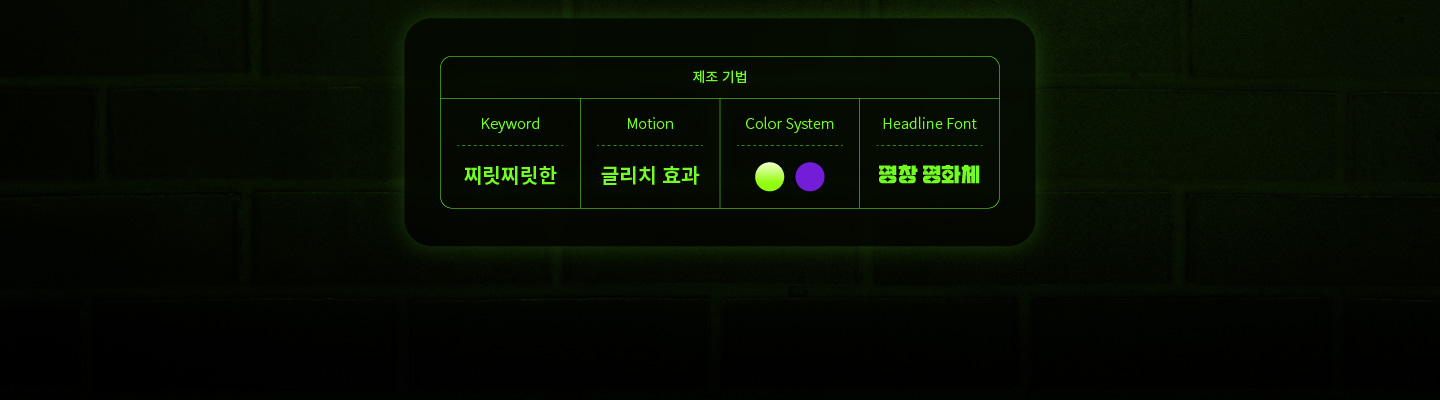 제조 기법
Keyword
Motion
Color System
Headline Font
찌릿찌릿한
글리치 효과
평창 평화체